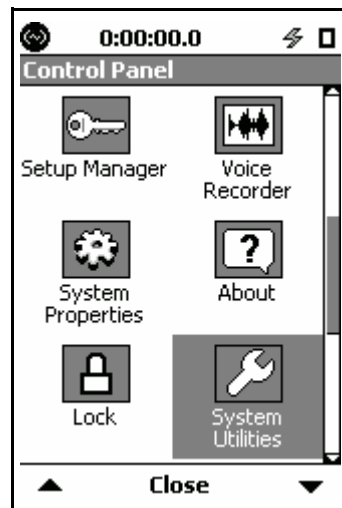 0:00:00.0
Control Panel
Setup Manager
Voice
Recorder
System
Properties
About
?
Lock
System
Utilities
Close